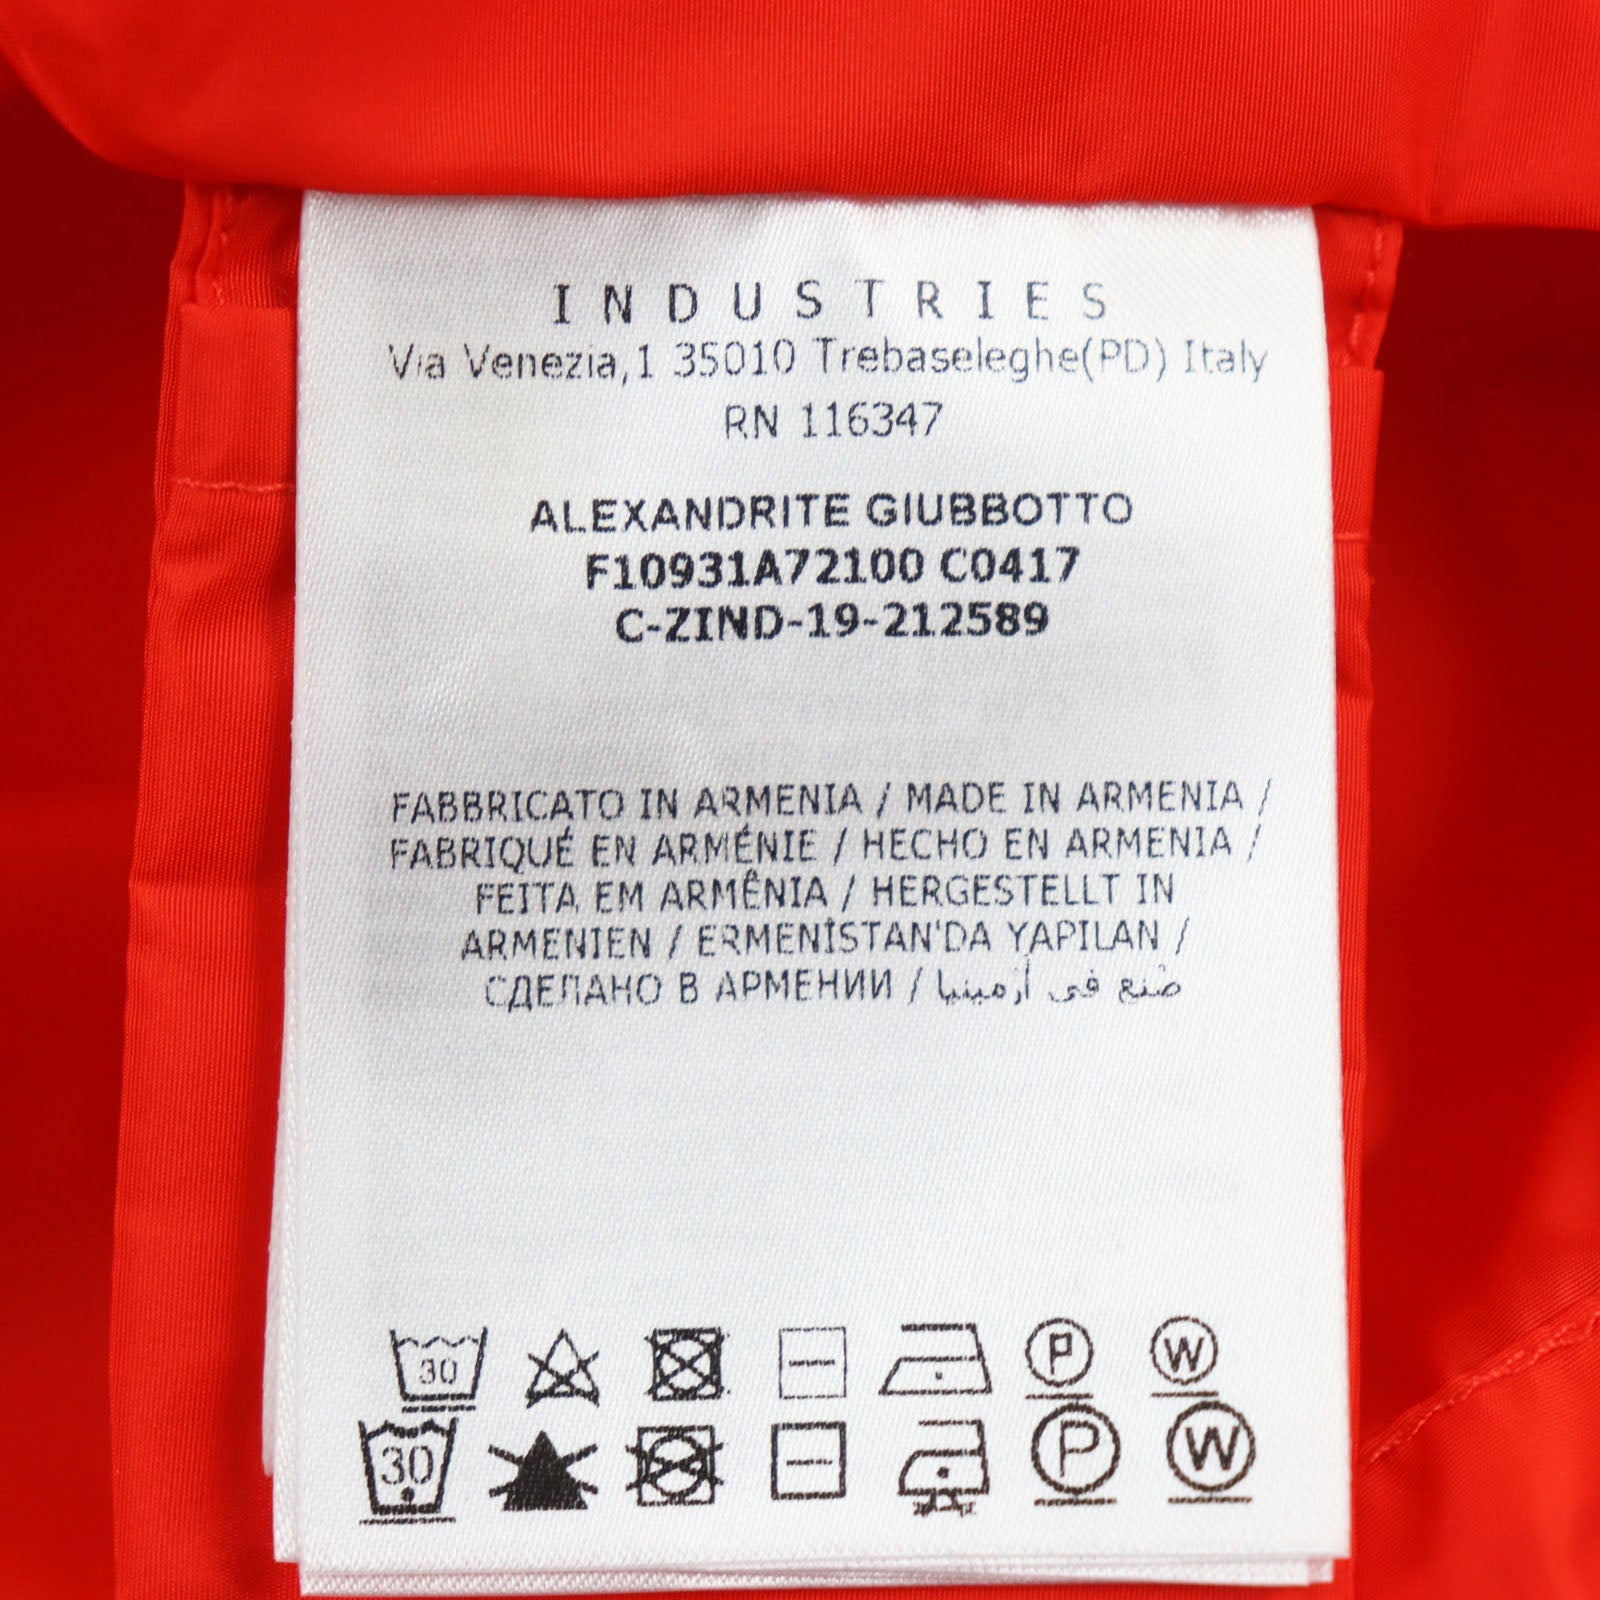 INDUSTRIES
Via Venezia,1 35010 Trebaseleghe(PD) Italy
RN 116347
ALEXANDRITE GIUBBOTTO
F10931A72100 C0417
C-ZIND-19-212589
FABBRICATO IN ARMENIA / MADE IN ARMENIA /
FABRIQUÉ EN ARMÉNIE / HECHO EN ARMENIA /
FEITA EM ARMÊNIA / HERGESTELLT IN
ARMENIEN / ERMENİSTAN'DA YAPILAN /
СДЕЛАНО В АРМЕНИИ / صُنع في أرمينيا
30 P W
30 P W